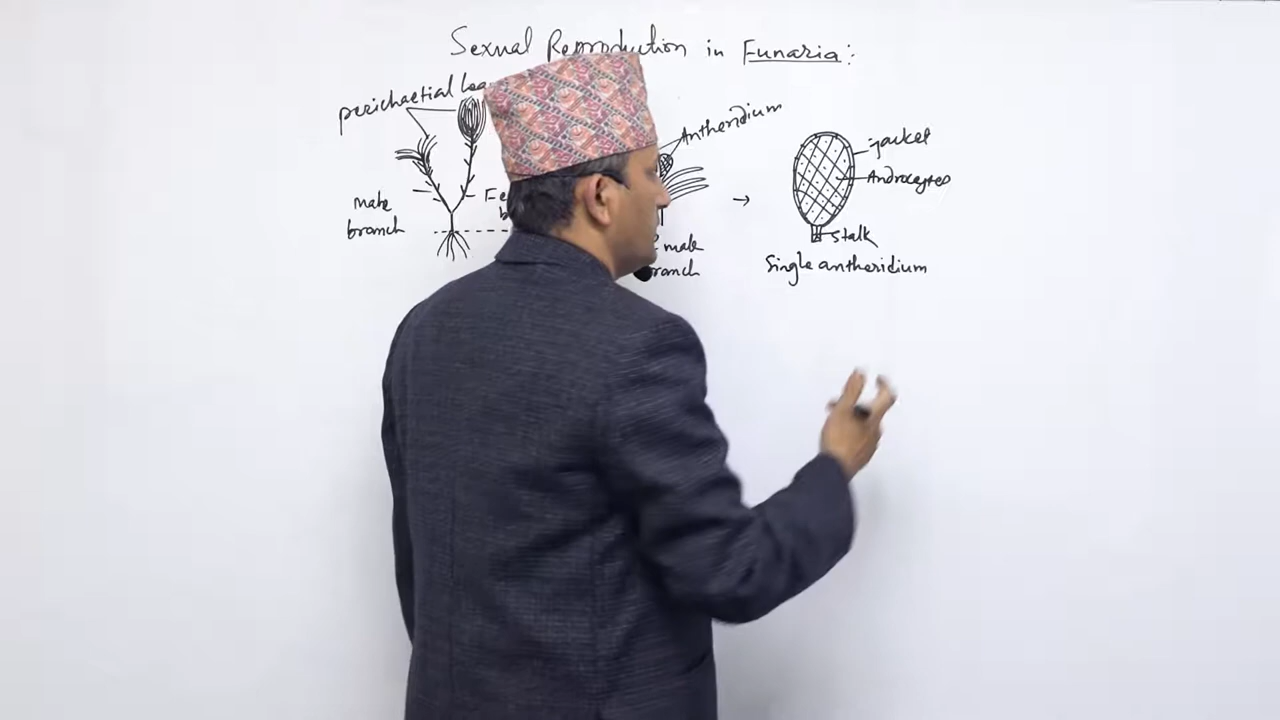 Sexual Reproduction in Funaria:
perichaetial
Antheridium
jacket
Androcytes
male
branch
stalk
male
Single antheridium